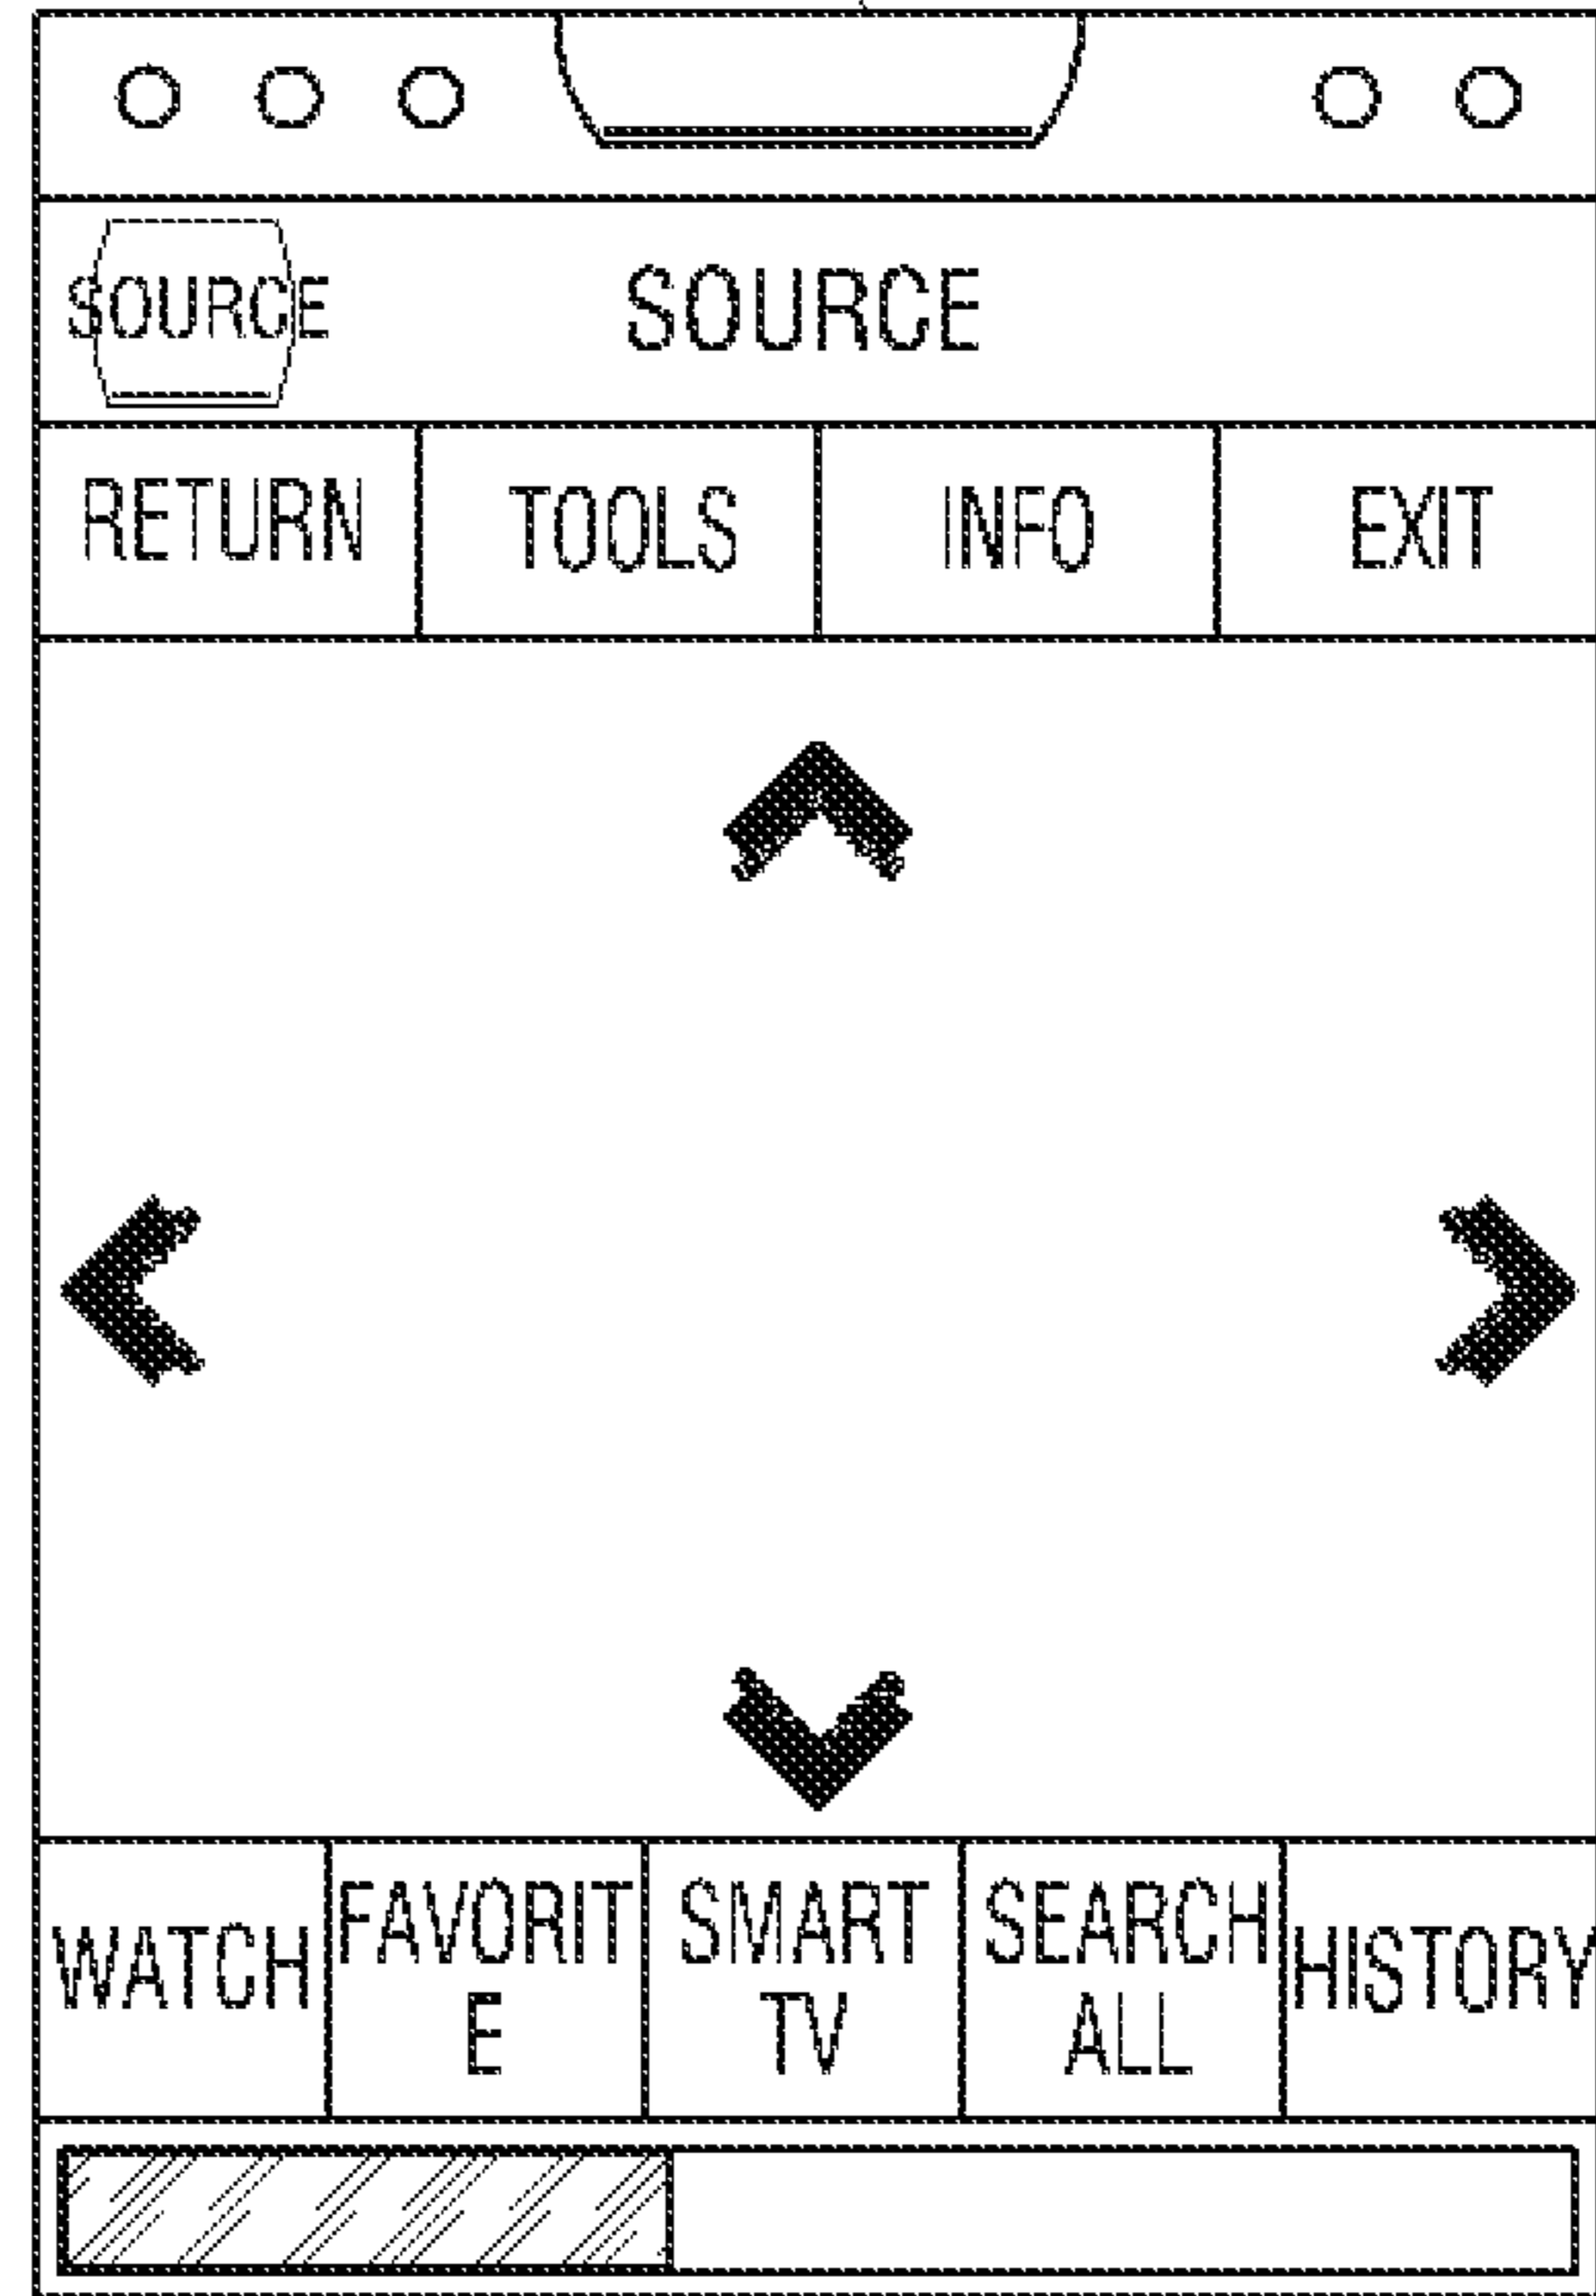 SOURCE SOURCE
RETURN TOOLS INFO EXIT
WATCH
FAVORIT
E
SMART
TV
SEARCH
ALL
HISTORY